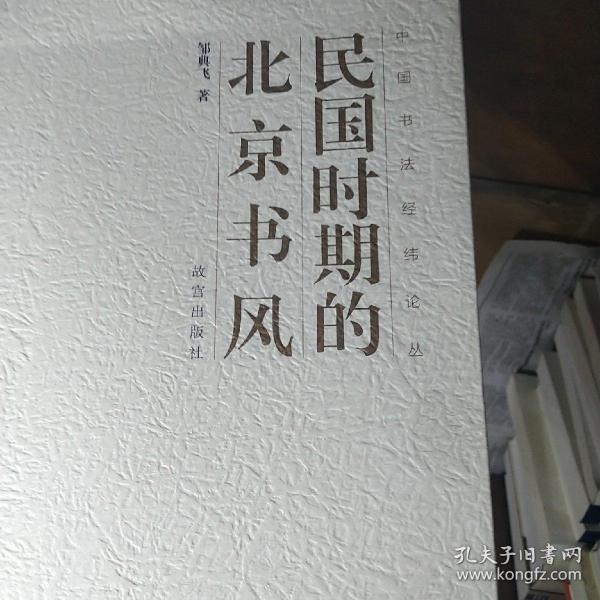 中国书法经纬论丛
民国时期的
北京书风
邹典飞 著
故宫出版社
孔夫子旧书网
www.kongfz.com